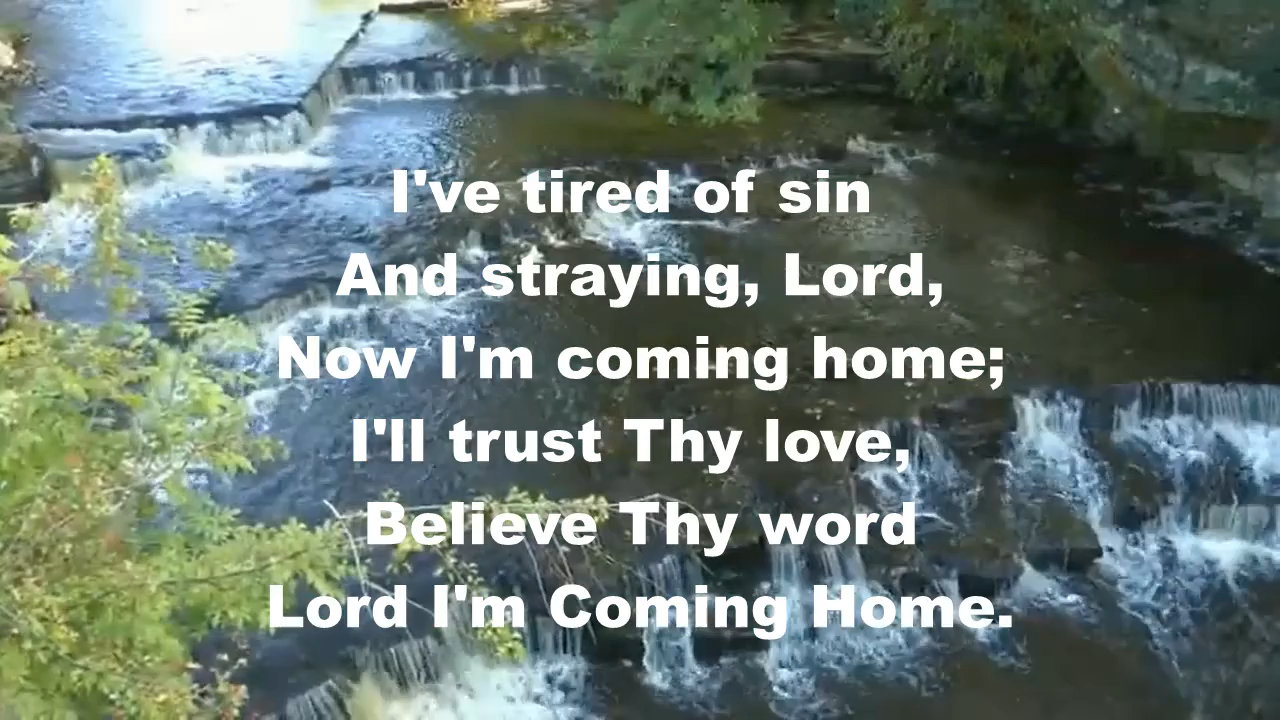 I've tired of sin
And straying, Lord,
Now I'm coming home;
I'll trust Thy love,
Believe Thy word
Lord I'm Coming Home.